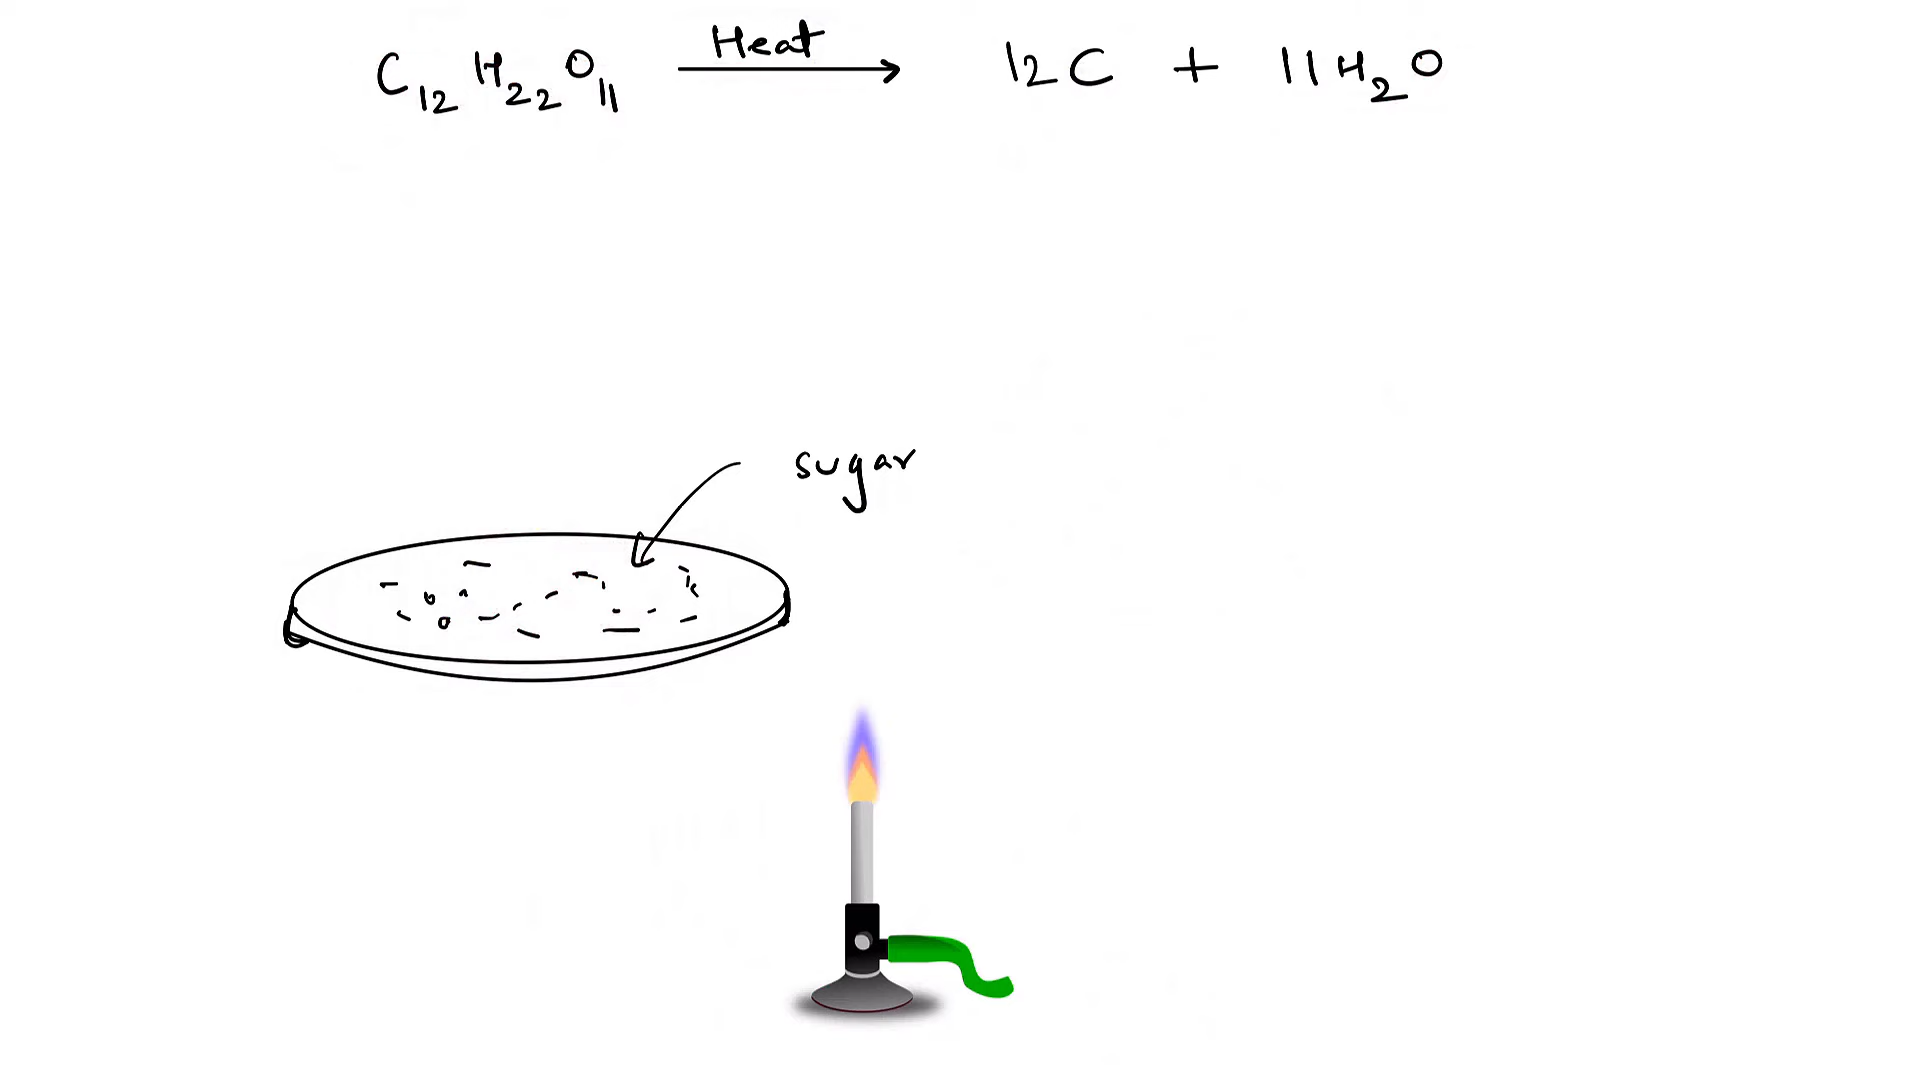 C₁₂H₂₂O₁₁ Heat → 12C + 11H₂O
sugar